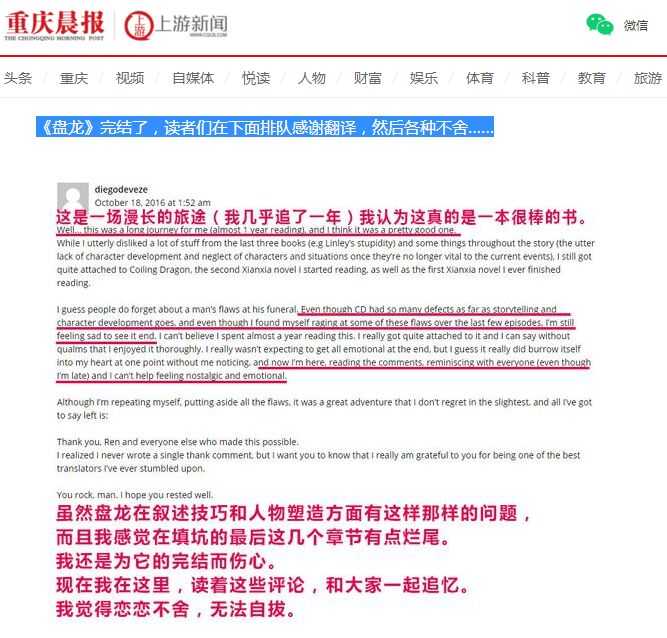 重庆晨报
THE CHONGQING MORNING POST
上游
上游新闻
WWW.CQCB.COM
微信
头条 / 重庆 / 视频 / 自媒体 / 悦读 / 人物 / 财富 / 娱乐 / 体育 / 科普 / 教育 / 旅游
《盘龙》完结了，读者们在下面排队感谢翻译，然后各种不舍......
diegodeveze
October 18, 2016 at 1:52 am
这是一场漫长的旅途（我几乎追了一年）我认为这真的是一本很棒的书。
Well... this was a long journey for me (almost 1 year reading), and I think it was a pretty good one.
While I utterly disliked a lot of stuff from the last three books (e.g Linley's stupidity) and some things throughout the story (the utter
lack of character development and neglect of characters and situations once they're no longer vital to the current events), I still got
quite attached to Coiling Dragon, the second Xianxia novel I started reading, as well as the first Xianxia novel I ever finished
reading.
I guess people do forget about a man's flaws at his funeral. Even though CD had so many defects as far as storytelling and
character development goes, and even though I found myself raging at some of these flaws over the last few episodes, I'm still
feeling sad to see it end. I can't believe I spent almost a year reading this. I really got quite attached to it and I can say without
qualms that I enjoyed it thoroughly. I really wasn't expecting to get all emotional at the end, but I guess it really did burrow itself
into my heart at one point without me noticing, and now I'm here, reading the comments, reminiscing with everyone (even though
I'm late) and I can't help feeling nostalgic and emotional.
Although I'm repeating myself, putting aside all the flaws, it was a great adventure that I don't regret in the slightest, and all I've got
to say left is:
Thank you, Ren and everyone else who made this possible.
I realized i never wrote a single thank comment, but I want you to know that I really am grateful to you for being one of the best
translators I've ever stumbled upon.
You rock, man. I hope you rested well.
虽然盘龙在叙述技巧和人物塑造方面有这样那样的问题，
而且我感觉在填坑的最后这几个章节有点烂尾。
我还是为它的完结而伤心。
现在我在这里，读着这些评论，和大家一起追忆。
我觉得恋恋不舍，无法自拔。